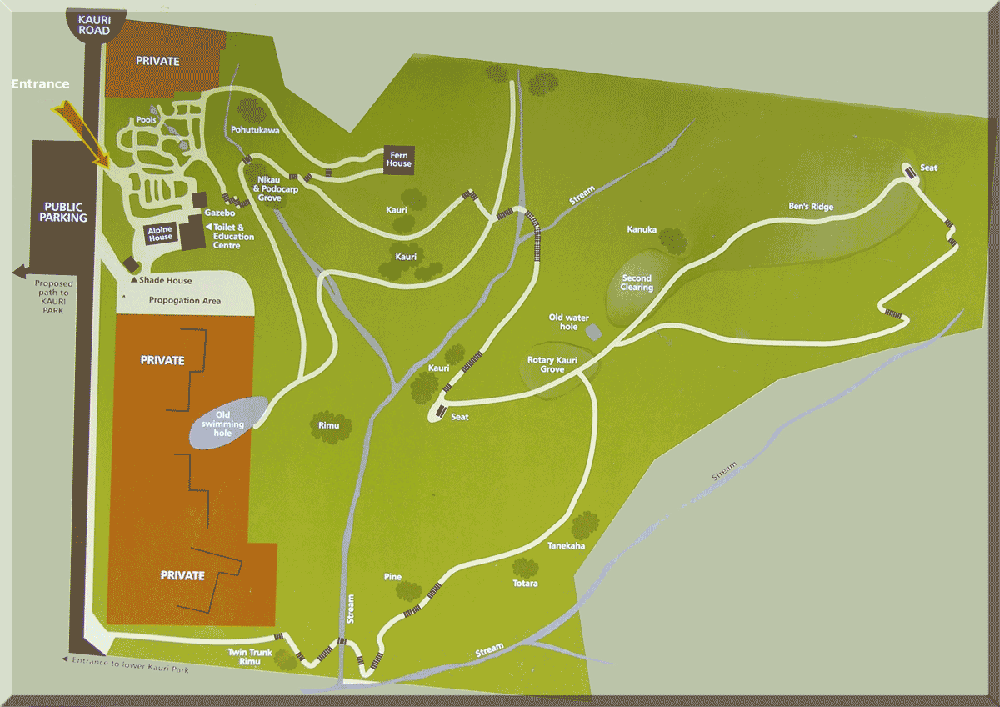 KAURI
ROAD
PRIVATE
Entrance
Pools
Pohutukawa
Fern
House
Seat
Nikau
& Podocarp
Grove
Stream
Ben's Ridge
PUBLIC
PARKING
Gazebo
Kauri
Kanuka
Toilet &
Education
Centre
Kauri
Shade House
Second
Clearing
Proposed
path to
KAURI
PARK
Propogation Area
Old water
hole
PRIVATE
Kauri
Rotary Kauri
Grove
Old
swimming
hole
Rimu
Seat
Stream
Tanekaha
PRIVATE
Pine
Totara
Stream
Twin Trunk
Rimu
Stream
Entrance to lower Kauri Park